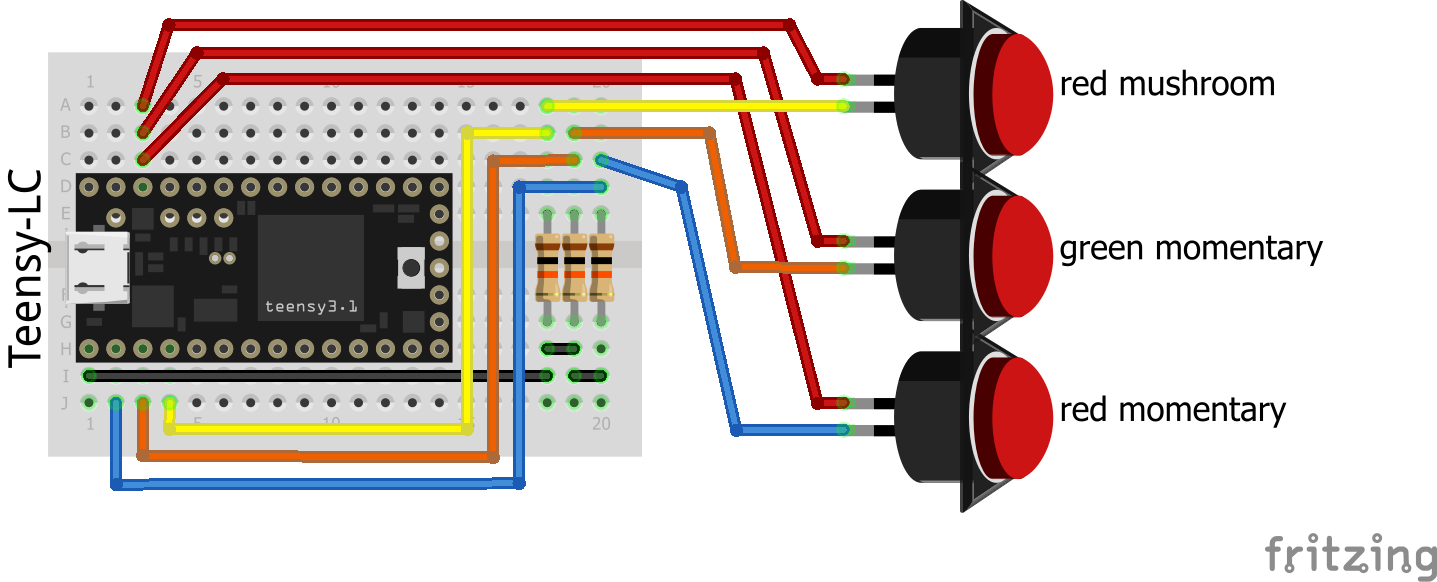 red mushroom
1 5 10 15 20
A
B
C
D
E
green momentary
Teensy-LC
teensy3.1
F
G
H
I
J
red momentary
1 5 10 15 20
fritzing